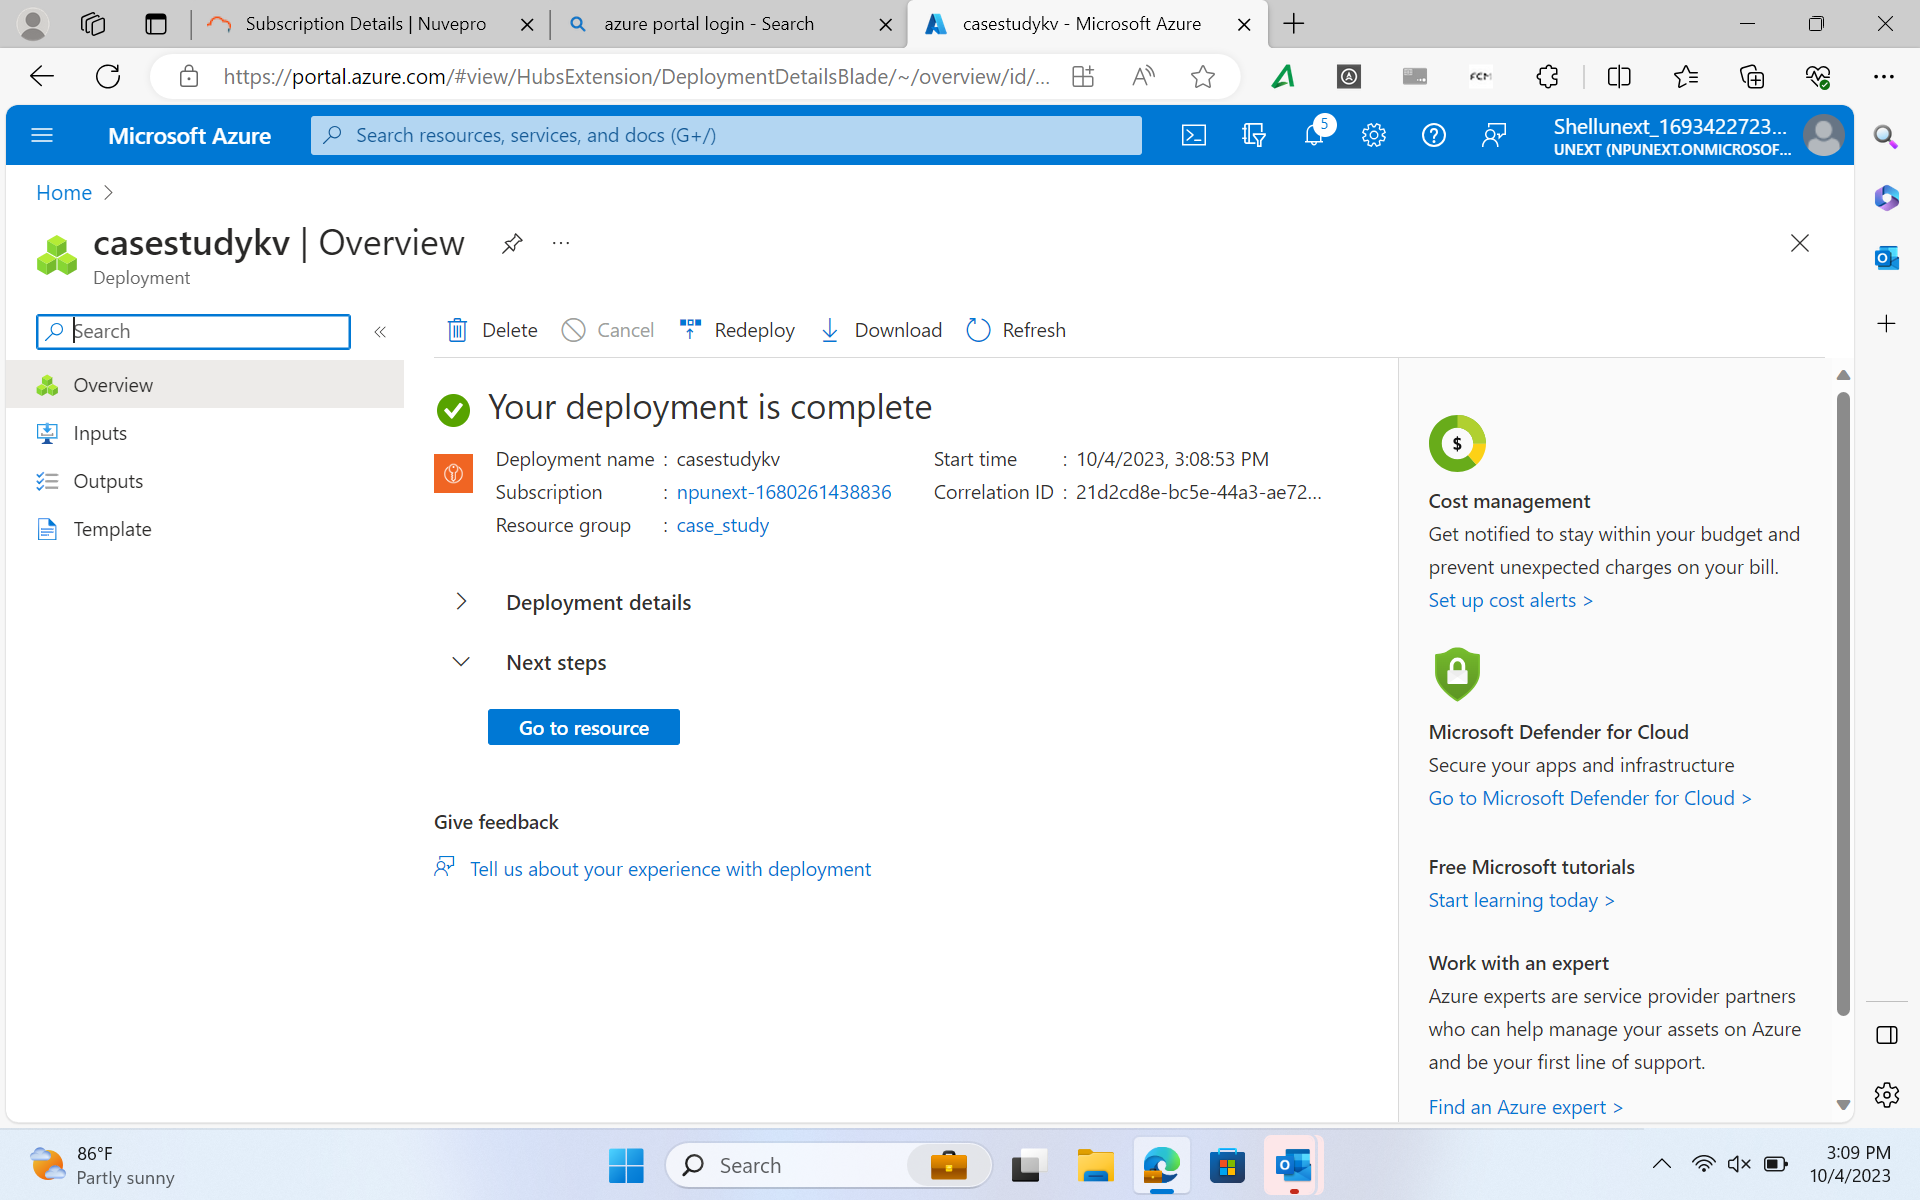 Subscription Details | Nuvepro
azure portal login - Search
casestudykv - Microsoft Azure
https://portal.azure.com/#view/HubsExtension/DeploymentDetailsBlade/~/overview/id/...
FCM
Microsoft Azure
Search resources, services, and docs (G+/)
5
Shellunext_1693422723...
UNEXT (NPUNEXT.ONMICROSOF...
Home
casestudykv | Overview
Deployment
Search
Delete
Cancel
Redeploy
Download
Refresh
Overview
Inputs
Outputs
Template
Your deployment is complete
Deployment name : casestudykv
Subscription : npunext-1680261438836
Resource group : case_study
Start time : 10/4/2023, 3:08:53 PM
Correlation ID : 21d2cd8e-bc5e-44a3-ae72...
Deployment details
Next steps
Go to resource
Give feedback
Tell us about your experience with deployment
$
Cost management
Get notified to stay within your budget and
prevent unexpected charges on your bill.
Set up cost alerts >
Microsoft Defender for Cloud
Secure your apps and infrastructure
Go to Microsoft Defender for Cloud >
Free Microsoft tutorials
Start learning today >
Work with an expert
Azure experts are service provider partners
who can help manage your assets on Azure
and be your first line of support.
Find an Azure expert >
86°F
Partly sunny
Search
3:09 PM
10/4/2023